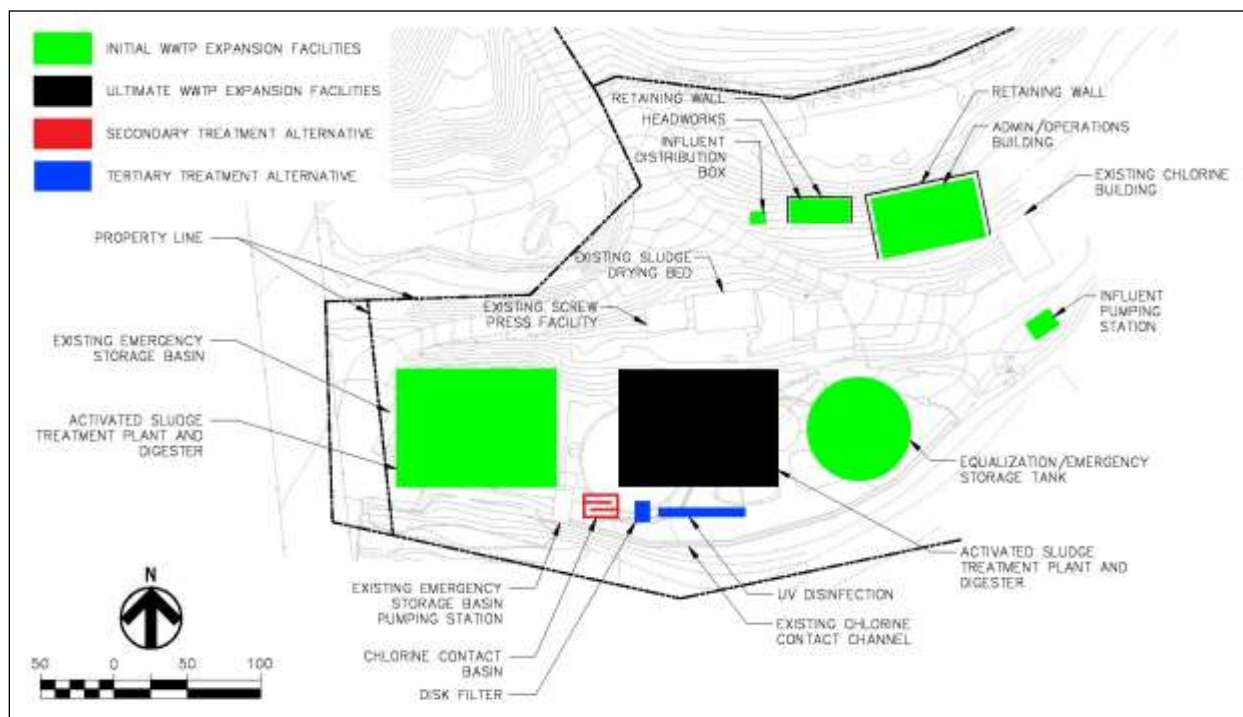 INITIAL WWTP EXPANSION FACILITIES
ULTIMATE WWTP EXPANSION FACILITIES
SECONDARY TREATMENT ALTERNATIVE
TERTIARY TREATMENT ALTERNATIVE
RETAINING WALL
HEADWORKS
INFLUENT
DISTRIBUTION
BOX
RETAINING WALL
ADMIN/OPERATIONS
BUILDING
EXISTING CHLORINE
BUILDING
PROPERTY LINE
EXISTING SLUDGE
DRYING BED
EXISTING SCREW
PRESS FACILITY
INFLUENT
PUMPING
STATION
EXISTING EMERGENCY
STORAGE BASIN
ACTIVATED SLUDGE
TREATMENT PLANT AND
DIGESTER
EQUALIZATION/EMERGENCY
STORAGE TANK
ACTIVATED SLUDGE
TREATMENT PLANT AND
DIGESTER
UV DISINFECTION
EXISTING CHLORINE
CONTACT CHANNEL
EXISTING EMERGENCY
STORAGE BASIN
PUMPING STATION
CHLORINE CONTACT
BASIN
DISK FILTER
N
50 0 50 100